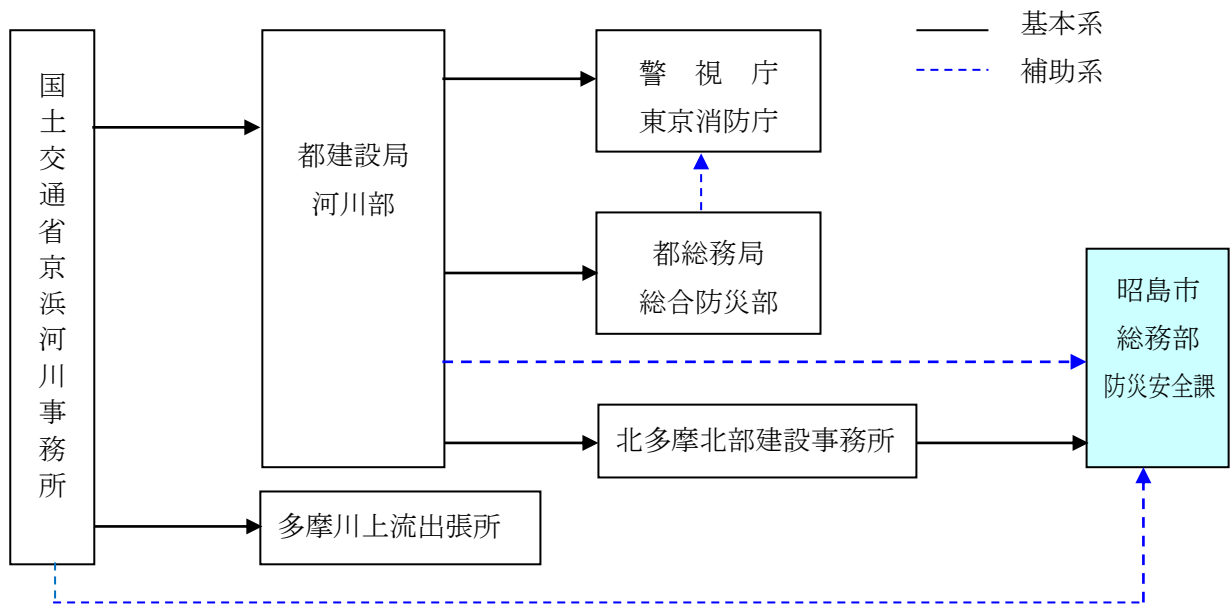 基本系
補助系
国土交通省京浜河川事務所
都建設局
河川部
警　視　庁
東京消防庁
都総務局
総合防災部
昭島市
総務部
防災安全課
北多摩北部建設事務所
多摩川上流出張所